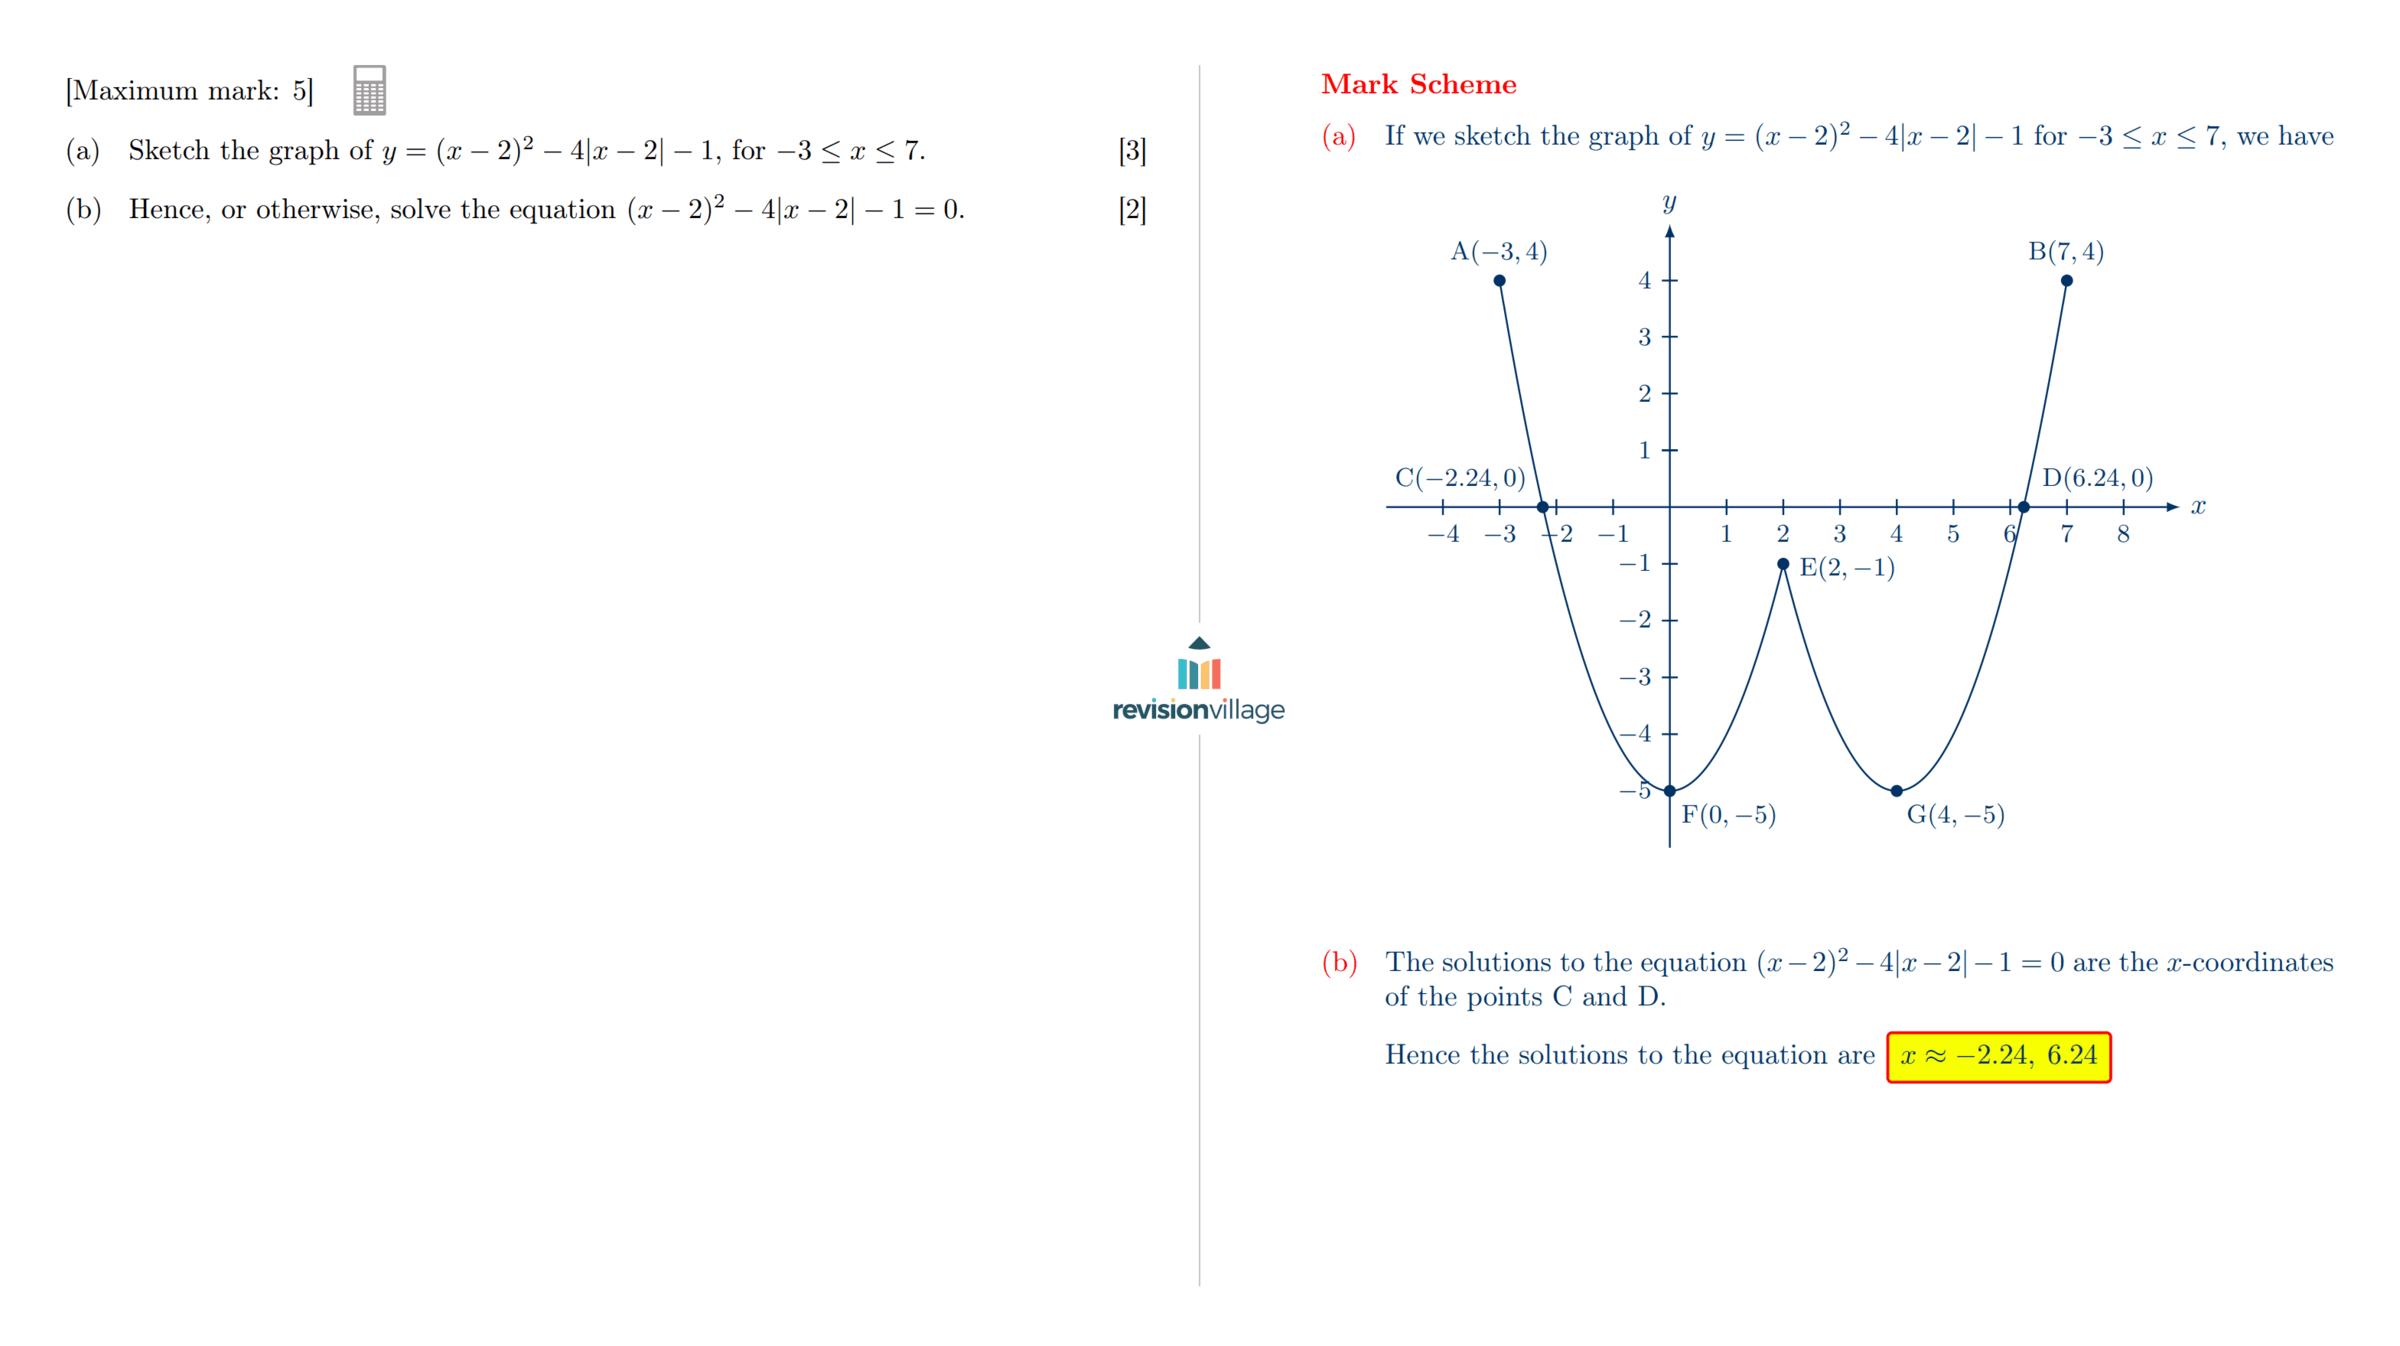 [Maximum mark: 5]
(a) Sketch the graph of y = (x − 2)² − 4|x − 2| − 1, for −3 ≤ x ≤ 7. [3]
(b) Hence, or otherwise, solve the equation (x − 2)² − 4|x − 2| − 1 = 0. [2]
revisionvillage
Mark Scheme
(a) If we sketch the graph of y = (x − 2)² − 4|x − 2| − 1 for −3 ≤ x ≤ 7, we have
y
A(−3, 4)
B(7, 4)
4
3
2
1
C(−2.24, 0)
D(6.24, 0)
x
−4 −3 −2 −1 1 2 3 4 5 6 7 8
−1
E(2, −1)
−2
−3
−4
−5
F(0, −5)
G(4, −5)
(b) The solutions to the equation (x − 2)² − 4|x − 2| − 1 = 0 are the x-coordinates
of the points C and D.
Hence the solutions to the equation are x ≈ −2.24, 6.24